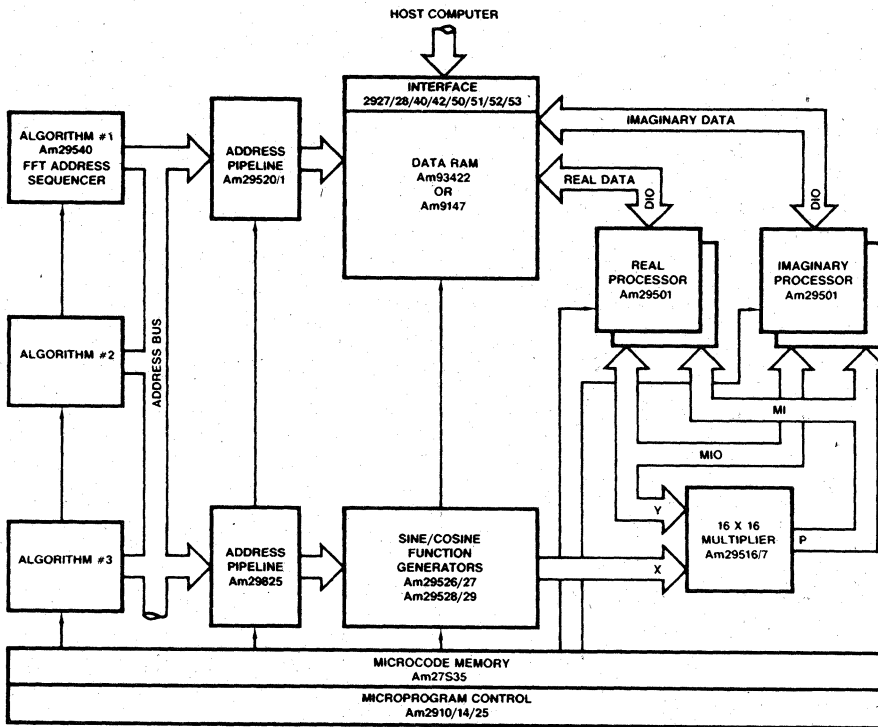 HOST COMPUTER
INTERFACE
2927/28/40/42/50/51/52/53
ALGORITHM #1
Am29540
FFT ADDRESS
SEQUENCER
ADDRESS
PIPELINE
Am29520/1
DATA RAM
Am93422
OR
Am9147
IMAGINARY DATA
REAL DATA
DIO
DIO
REAL
PROCESSOR
Am29501
IMAGINARY
PROCESSOR
Am29501
ALGORITHM #2
ADDRESS BUS
MI
MIO
ALGORITHM #3
ADDRESS
PIPELINE
Am29825
SINE/COSINE
FUNCTION
GENERATORS
Am29526/27
Am29528/29
Y
X
16 X 16
MULTIPLIER
Am29516/7
P
MICROCODE MEMORY
Am27S35
MICROPROGRAM CONTROL
Am2910/14/25